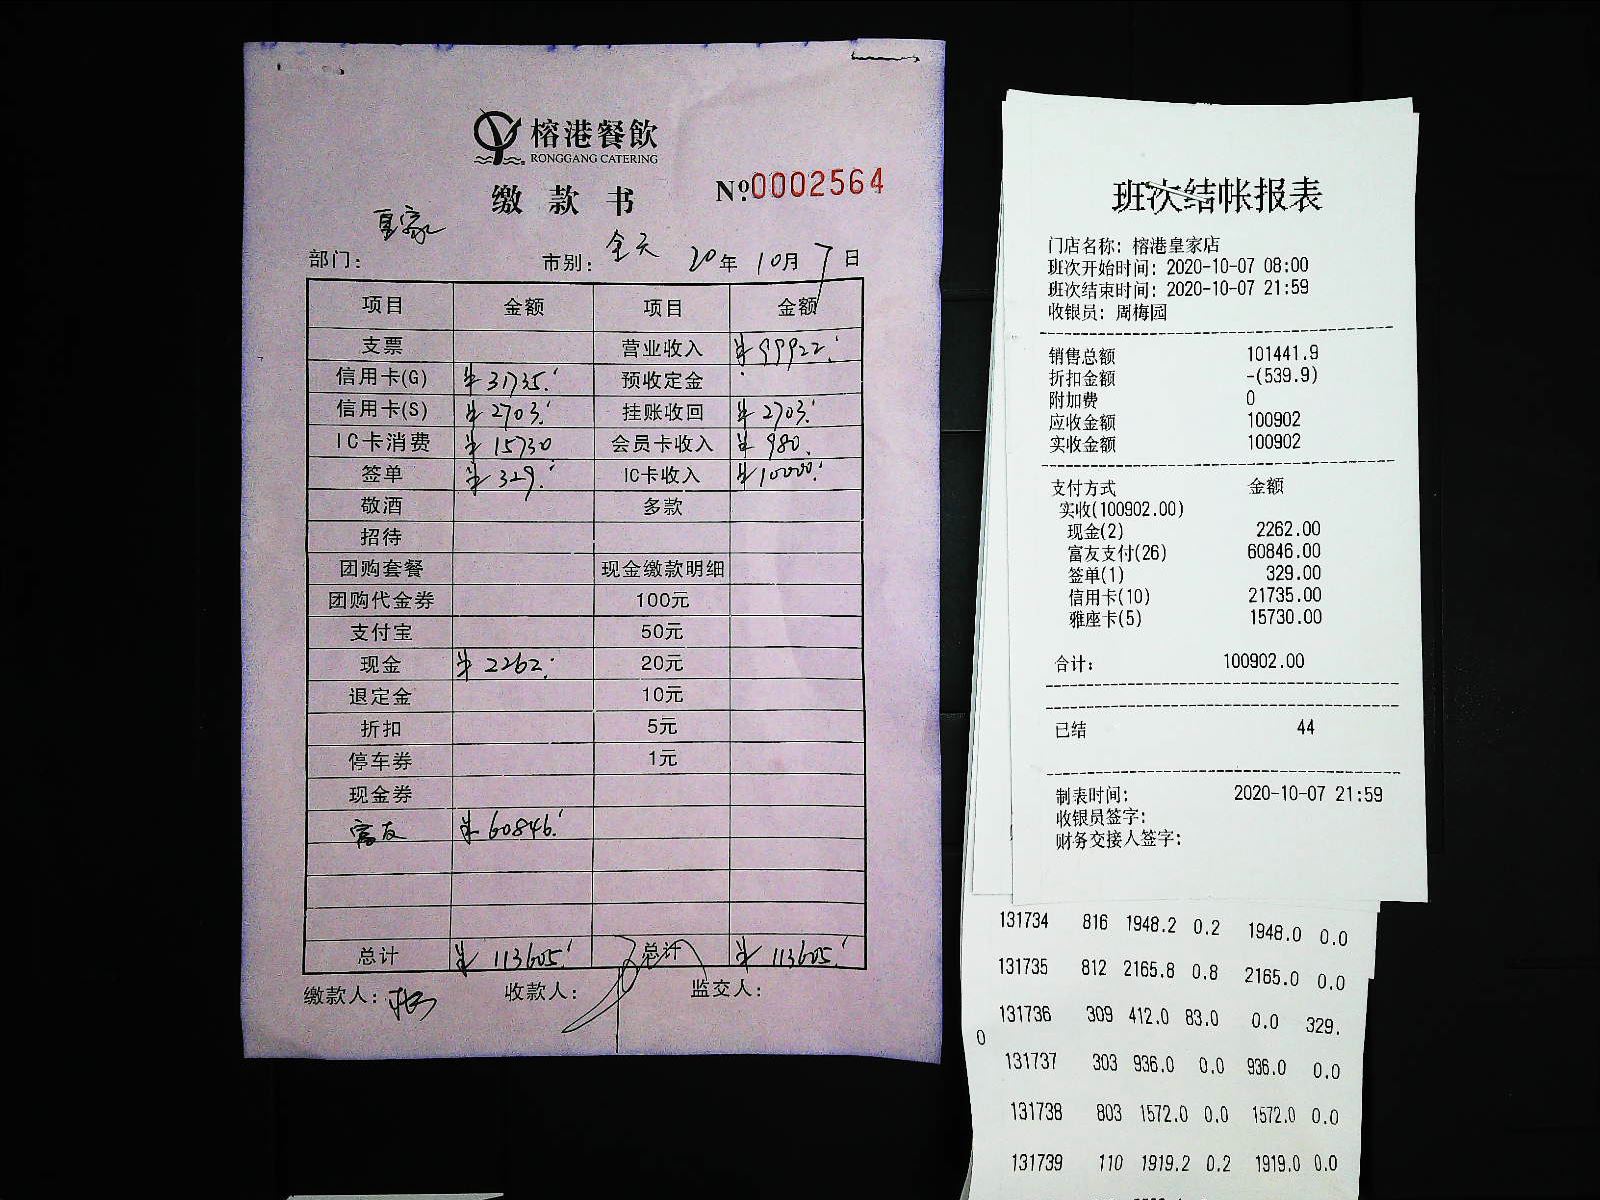 榕港餐飲
RONGGANG CATERING
缴款书
№:0002564
皇家
部门: 市别: 全天 20年 10月 7日
项目 金额 项目 金额
支票 营业收入 ¥99922.
信用卡(G) ¥31735. 预收定金
信用卡(S) ¥2703. 挂账收回 ¥2703.
IC卡消费 ¥15730 会员卡收入 ¥980.
签单 ¥329. IC卡收入 ¥10000.
敬酒 多款
招待
团购套餐 现金缴款明细
团购代金券 100元
支付宝 50元
现金 ¥2262. 20元
退定金 10元
折扣 5元
停车券 1元
现金券
富友 ¥60846.
总计 ¥113605. 总计 ¥113605.
缴款人: 收款人: 监交人:
班次结帐报表
门店名称: 榕港皇家店
班次开始时间: 2020-10-07 08:00
班次结束时间: 2020-10-07 21:59
收银员: 周梅园
销售总额 101441.9
折扣金额 -(539.9)
附加费 0
应收金额 100902
实收金额 100902
支付方式 金额
实收(100902.00)
现金(2) 2262.00
富友支付(26) 60846.00
签单(1) 329.00
信用卡(10) 21735.00
雅座卡(5) 15730.00
合计: 100902.00
已结 44
制表时间: 2020-10-07 21:59
收银员签字:
财务交接人签字:
131734 816 1948.2 0.2 1948.0 0.0
131735 812 2165.8 0.8 2165.0 0.0
131736 309 412.0 83.0 0.0 329.
0
131737 303 936.0 0.0 936.0 0.0
131738 803 1572.0 0.0 1572.0 0.0
131739 110 1919.2 0.2 1919.0 0.0